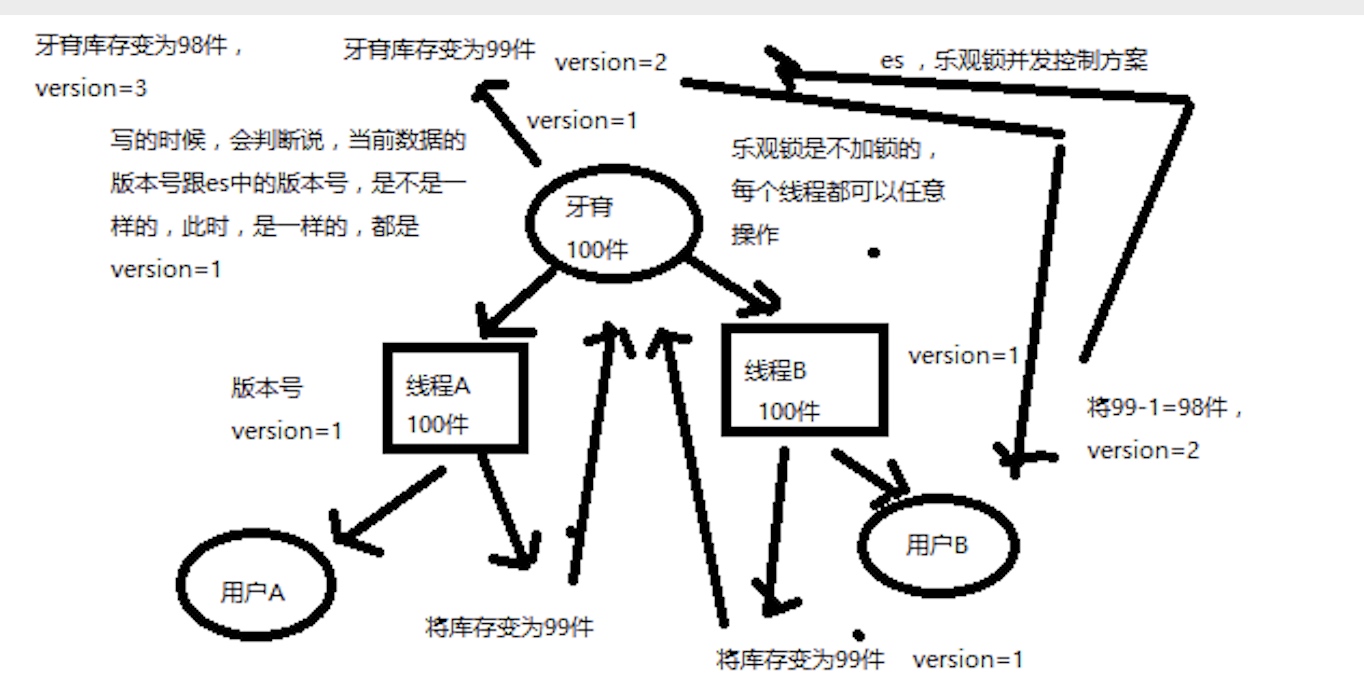 牙膏库存变为98件，
version=3
牙膏库存变为99件
version=2
es ，乐观锁并发控制方案
version=1
写的时候，会判断说，当前数据的
版本号跟es中的版本号，是不是一
样的，此时，是一样的，都是
version=1
乐观锁是不加锁的，
每个线程都可以任意
操作
牙膏
100件
版本号
version=1
线程A
100件
线程B
100件
version=1
将99-1=98件，
version=2
用户A
用户B
将库存变为99件
将库存变为99件
version=1